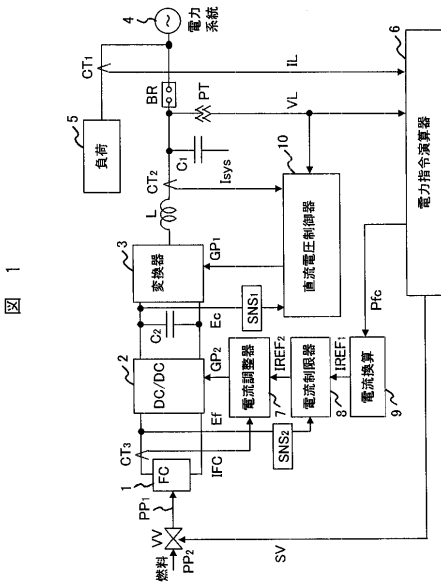 図 1
4
電力
系統
CT1
5
負荷
IL
6
電力指令演算器
BR
PT
VL
C1
Isys
CT2
L
10
直流電圧制御器
3
変換器
GP1
SNS1
Ec
C2
2
DC/DC
GP2
電流調整器
7
IREF2
電流制限器
8
IREF1
電流換算
9
Pfc
Ef
SNS2
CT3
IFC
1
FC
PP1
VV
PP2
燃料
SV